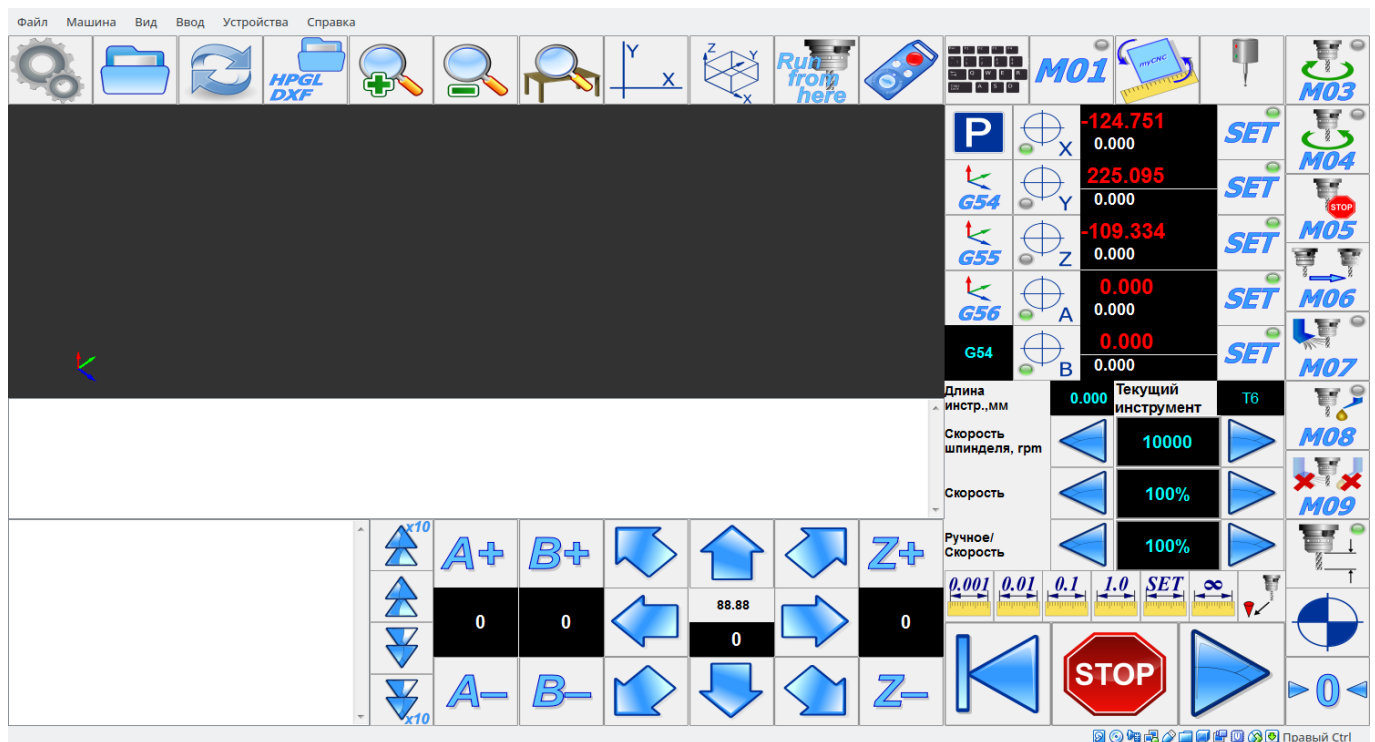 Файл Машина Вид Ввод Устройства Справка
HPGL
DXF
Y
X
Z
Y
X
Run
from
here
Q W E R
A S D
M01
myCNC
M03
P
X
-124.751
0.000
SET
M04
G54
Y
225.095
0.000
SET
STOP
M05
G55
Z
-109.334
0.000
SET
M06
G56
A
0.000
0.000
SET
G54
B
0.000
0.000
SET
M07
Длина
инстр.,мм
0.000
Текущий
инструмент
T6
M08
Скорость
шпинделя, rpm
10000
Скорость
100%
M09
Ручное/
Скорость
100%
x10
A+ B+ Z+
0.001 0.01 0.1 1.0 SET ∞
0 0
88.88
0
0
A− B− Z−
x10
STOP
0
Правый Ctrl